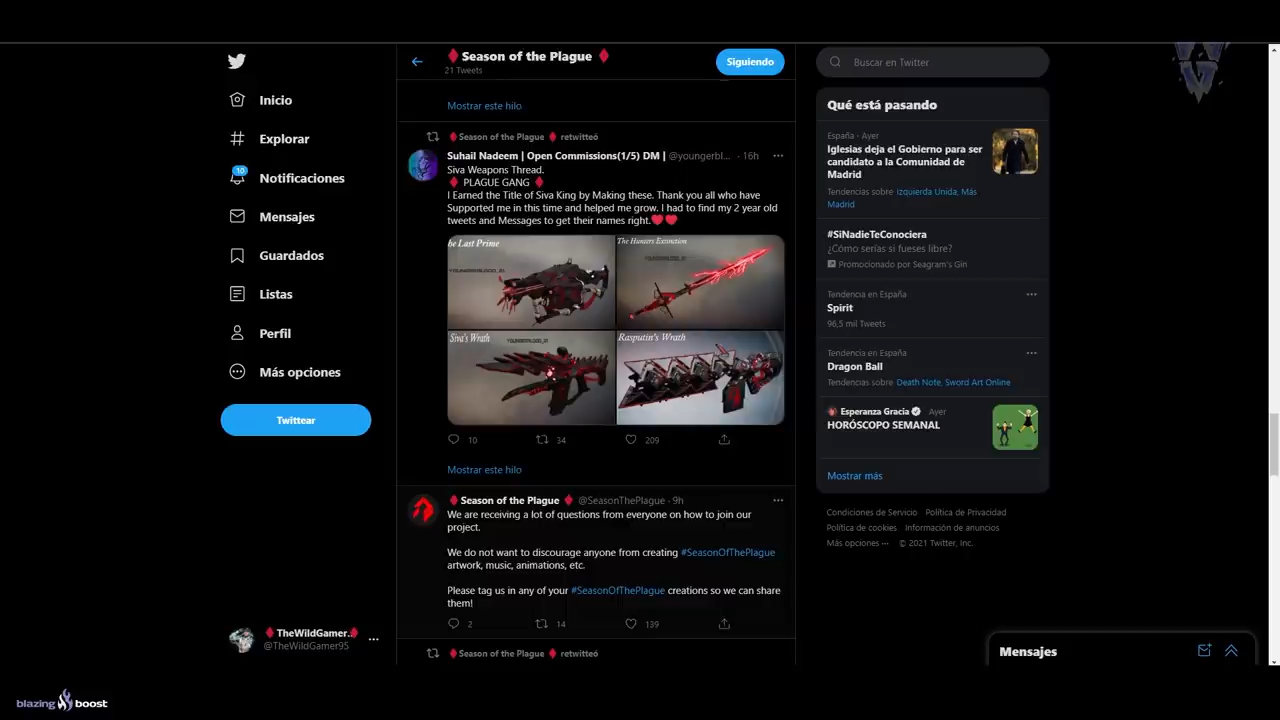 Season of the Plague
21 Tweets
Siguiendo
Inicio
Explorar
10
Notificaciones
Mensajes
Guardados
Listas
Perfil
Más opciones
Twittear
TheWildGamer..
@TheWildGamer95
...
Mostrar este hilo
Season of the Plague retwitteó
Suhail Nadeem | Open Commissions(1/5) DM | @youngerbl... · 16h
Siva Weapons Thread.
PLAGUE GANG
I Earned the Title of Siva King by Making these. Thank you all who have
Supported me in this time and helped me grow. I had to find my 2 year old
tweets and Messages to get their names right.
he Last Prime
The Hungers Extinction
Siva's Wrath
Rasputin's Wrath
10
34
209
Mostrar este hilo
Season of the Plague @SeasonThePlague · 9h
We are receiving a lot of questions from everyone on how to join our
project.
We do not want to discourage anyone from creating #SeasonOfThePlague
artwork, music, animations, etc.
Please tag us in any of your #SeasonOfThePlague creations so we can share
them!
2
14
139
Season of the Plague retwitteó
Buscar en Twitter
Qué está pasando
España · Ayer
Iglesias deja el Gobierno para ser
candidato a la Comunidad de
Madrid
Tendencias sobre Izquierda Unida, Más
Madrid
#SiNadieTeConociera
¿Cómo serías si fueses libre?
Promocionado por Seagram's Gin
Tendencia en España
Spirit
96,5 mil Tweets
Tendencia en España
Dragon Ball
Tendencias sobre Death Note, Sword Art Online
Esperanza Gracia Ayer
HORÓSCOPO SEMANAL
Mostrar más
Condiciones de Servicio Política de Privacidad
Política de cookies Información de anuncios
Más opciones ··· © 2021 Twitter, Inc.
Mensajes
blazing boost